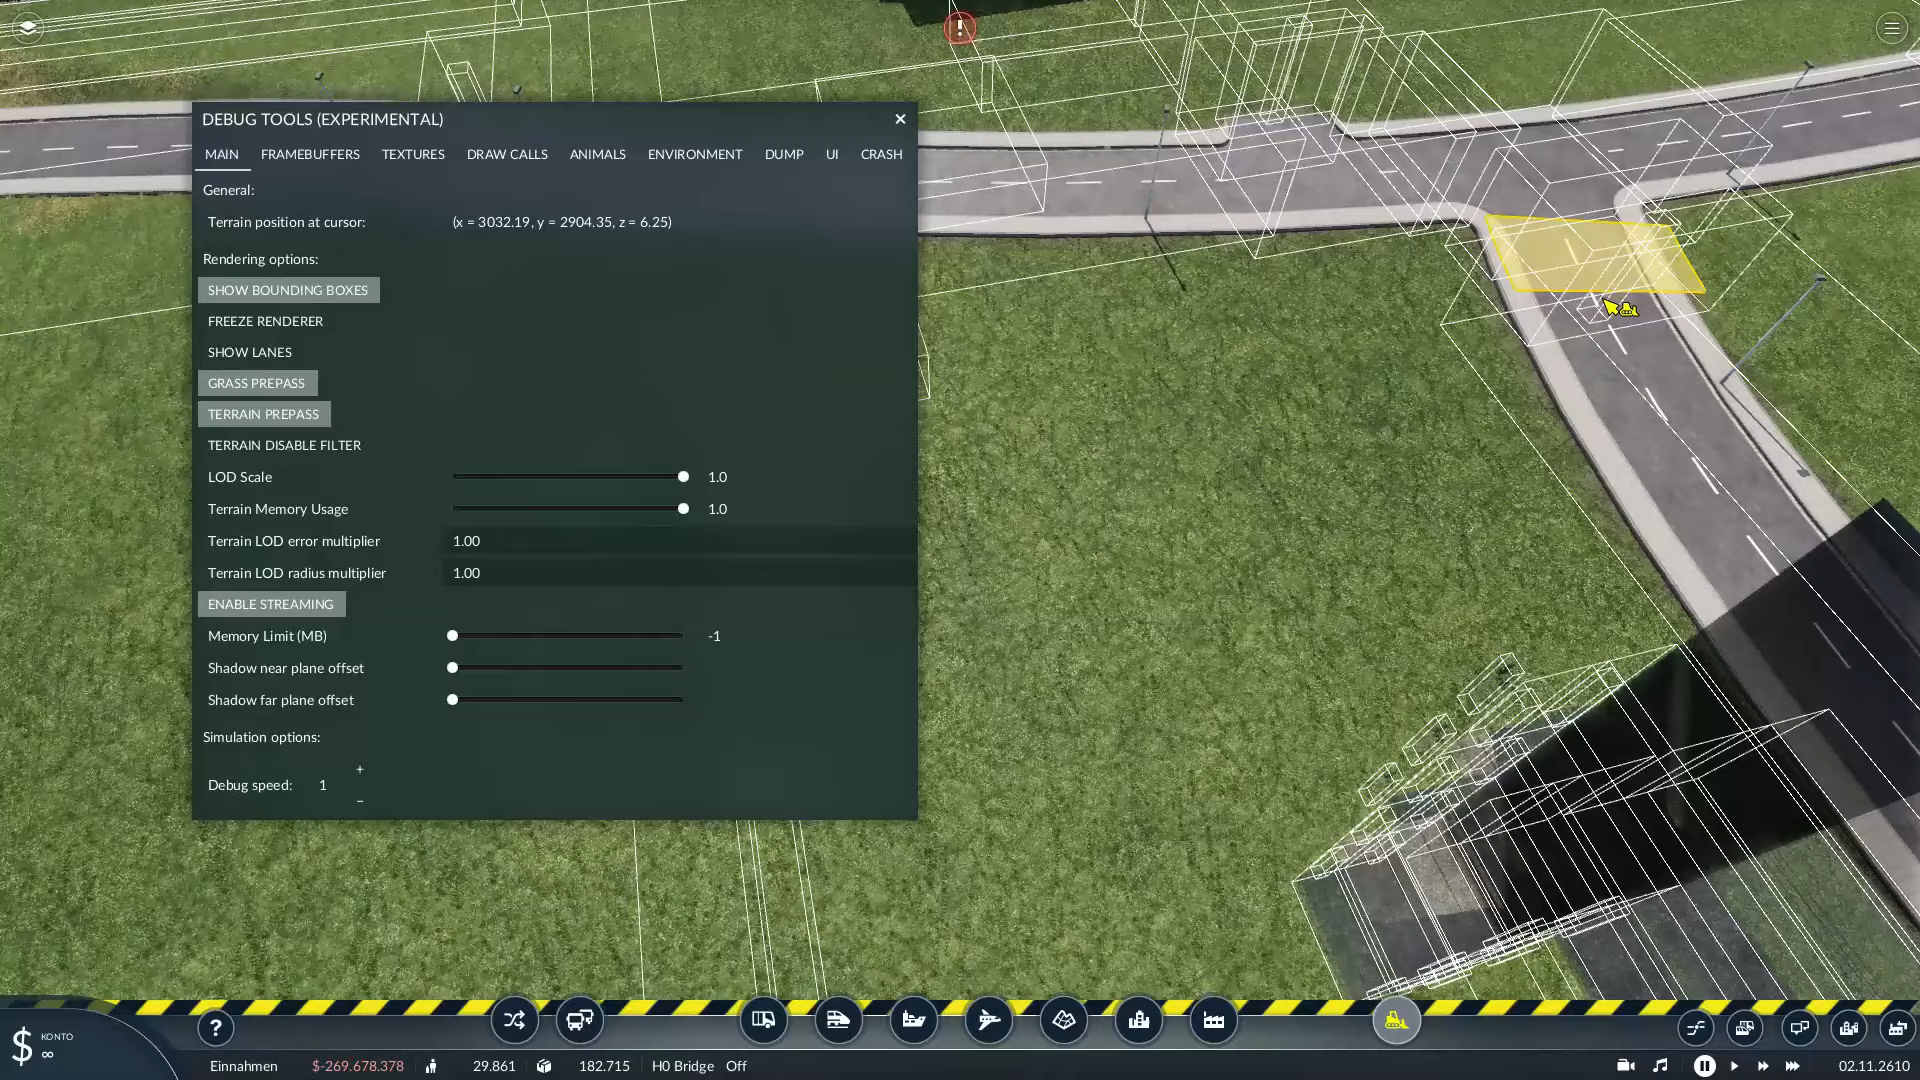 DEBUG TOOLS (EXPERIMENTAL)
MAIN FRAMEBUFFERS TEXTURES DRAW CALLS ANIMALS ENVIRONMENT DUMP UI CRASH
General:
Terrain position at cursor: (x = 3032.19, y = 2904.35, z = 6.25)
Rendering options:
SHOW BOUNDING BOXES
FREEZE RENDERER
SHOW LANES
GRASS PREPASS
TERRAIN PREPASS
TERRAIN DISABLE FILTER
LOD Scale 1.0
Terrain Memory Usage 1.0
Terrain LOD error multiplier 1.00
Terrain LOD radius multiplier 1.00
ENABLE STREAMING
Memory Limit (MB) -1
Shadow near plane offset
Shadow far plane offset
Simulation options:
+
Debug speed: 1
-
?
$ KONTO
∞
Einnahmen $-269.678.378 29.861 182.715 H0 Bridge Off 02.11.2610